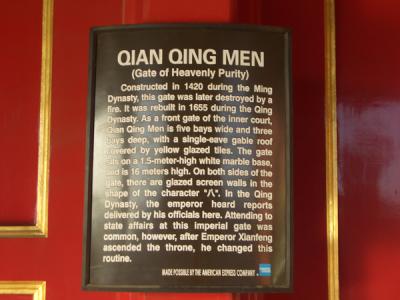 QIAN QING MEN
(Gate of Heavenly Purity)
Constructed in 1420 during the Ming
Dynasty, this gate was later destroyed by a
fire. It was rebuilt in 1655 during the Qing
Dynasty. As a front gate of the inner court,
Qian Qing Men is five bays wide and three
bays deep, with a single-eave gable roof
covered by yellow glazed tiles. The gate
sits on a 1.5-meter-high white marble base,
and is 16 meters high. On both sides of the
gate, there are glazed screen walls in the
shape of the character "八". In the Qing
Dynasty, the emperor heard reports
delivered by his officials here. Attending to
state affairs at this imperial gate was
common, however, after Emperor Xianfeng
ascended the throne, he changed this
routine.
MADE POSSIBLE BY THE AMERICAN EXPRESS COMPANY